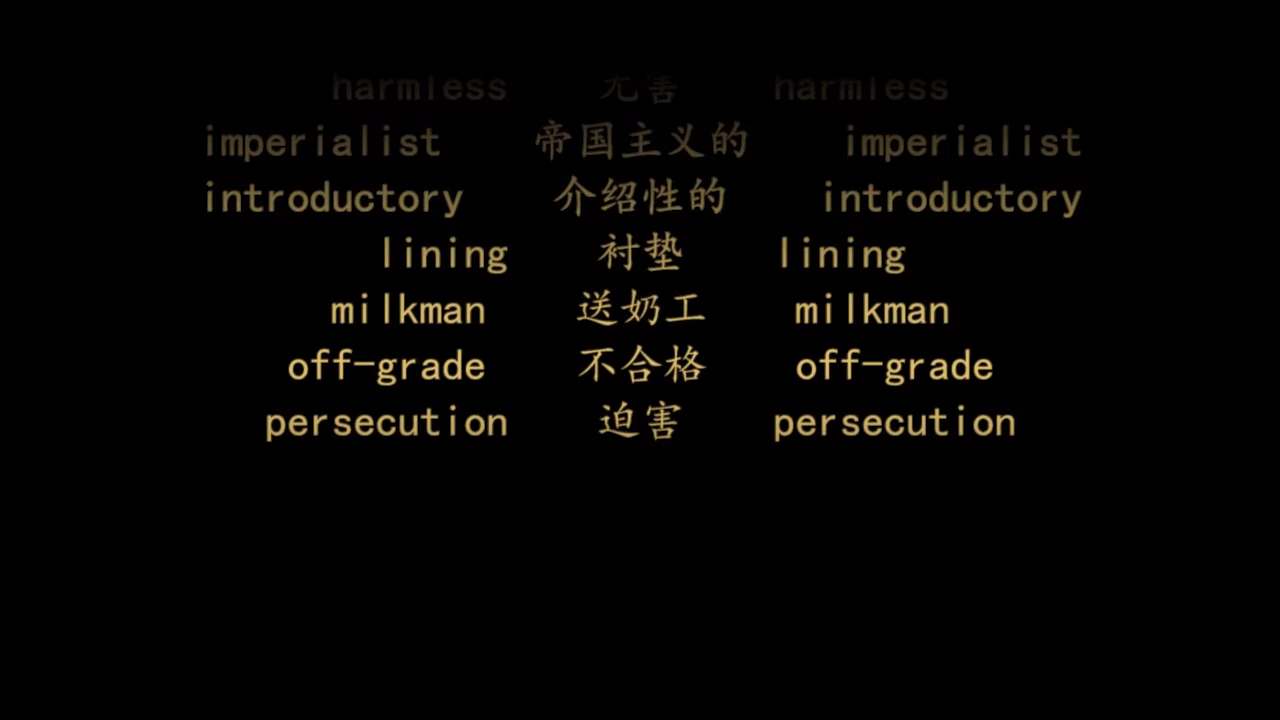 harmless 无害 harmless
imperialist 帝国主义的 imperialist
introductory 介绍性的 introductory
lining 衬垫 lining
milkman 送奶工 milkman
off-grade 不合格 off-grade
persecution 迫害 persecution